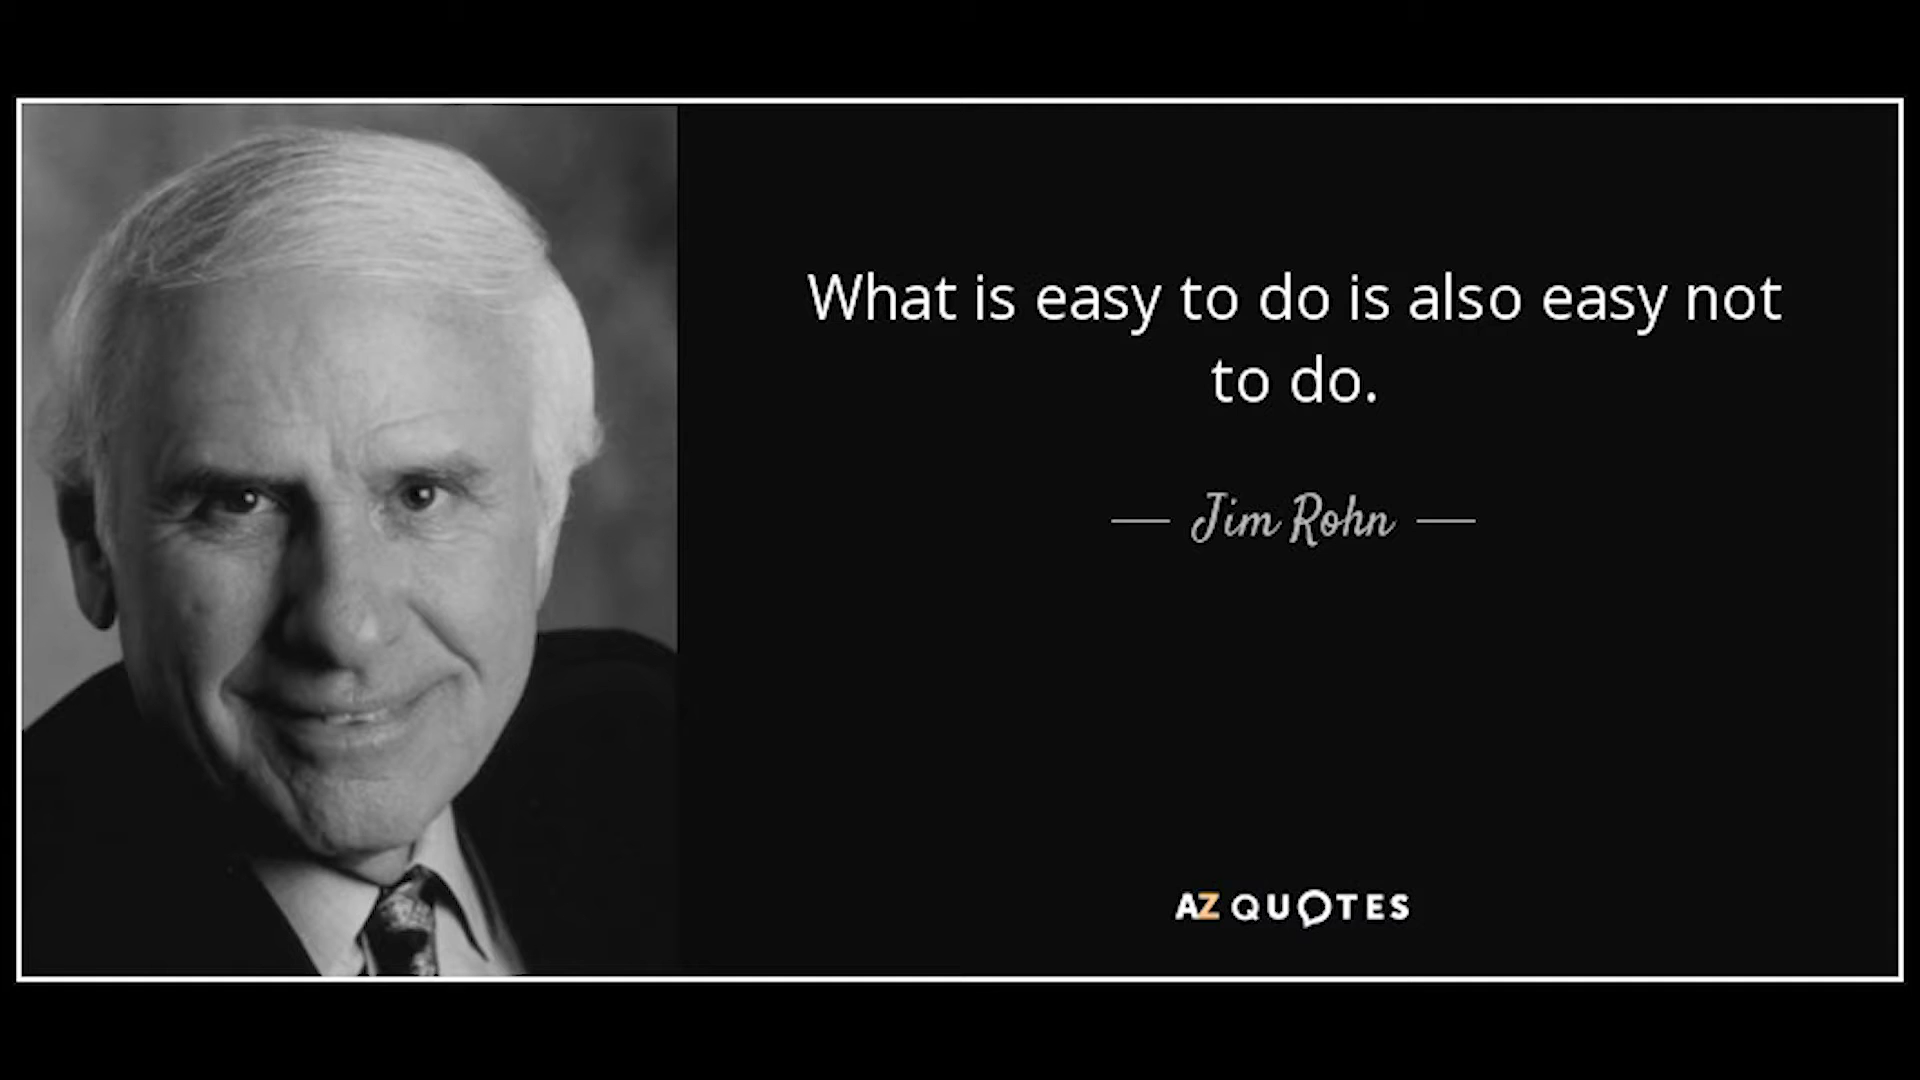 What is easy to do is also easy not
to do.
Jim Rohn
AZ QUOTES